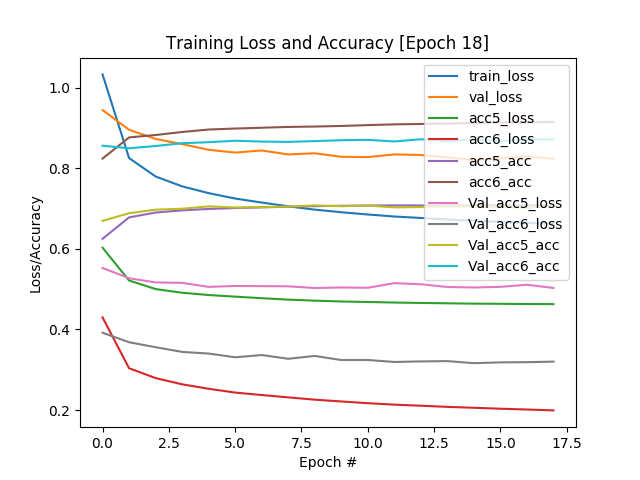 Training Loss and Accuracy [Epoch 18]
Loss/Accuracy
1.0
0.8
0.6
0.4
0.2
train_loss
val_loss
acc5_loss
acc6_loss
acc5_acc
acc6_acc
Val_acc5_loss
Val_acc6_loss
Val_acc5_acc
Val_acc6_acc
0.0 2.5 5.0 7.5 10.0 12.5 15.0 17.5
Epoch #